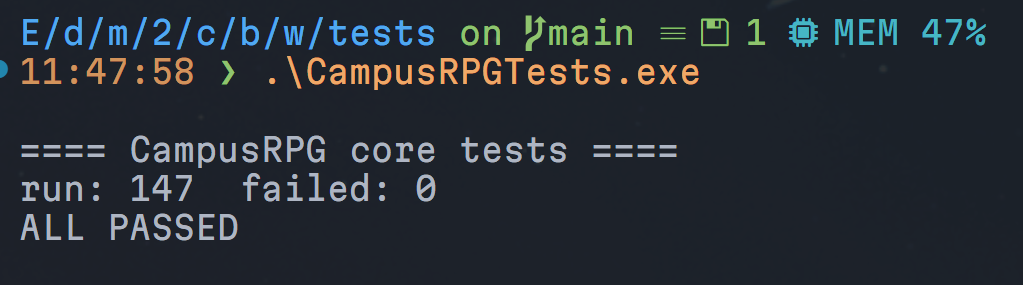 E/d/m/2/c/b/w/tests on main ≡ 1 MEM 47%
11:47:58 ❯ .\CampusRPGTests.exe
==== CampusRPG core tests ====
run: 147  failed: 0
ALL PASSED